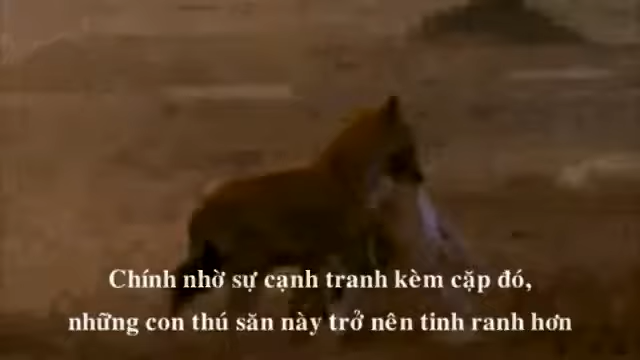 Chính nhờ sự cạnh tranh kèm cặp đó,
những con thú săn này trở nên tinh ranh hơn